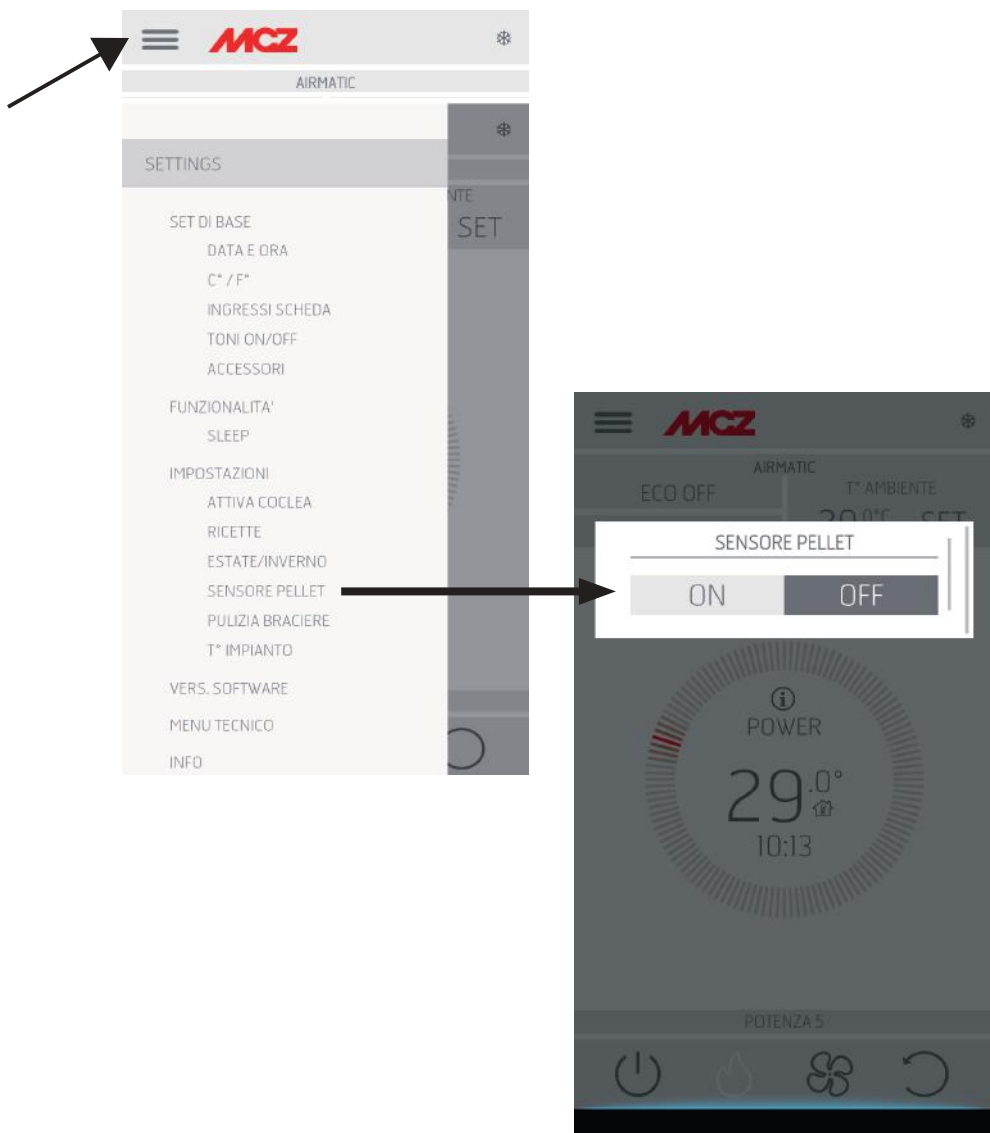 MCZ
AIRMATIC
SETTINGS
NTE
SET
SET DI BASE
DATA E ORA
C° / F°
INGRESSI SCHEDA
TONI ON/OFF
ACCESSORI
FUNZIONALITA'
SLEEP
IMPOSTAZIONI
ATTIVA COCLEA
RICETTE
ESTATE/INVERNO
SENSORE PELLET
PULIZIA BRACIERE
T° IMPIANTO
VERS. SOFTWARE
MENU TECNICO
INFO
MCZ
AIRMATIC
ECO OFF
T° AMBIENTE
SET
SENSORE PELLET
ON OFF
i
POWER
29.0°
10:13
POTENZA 5